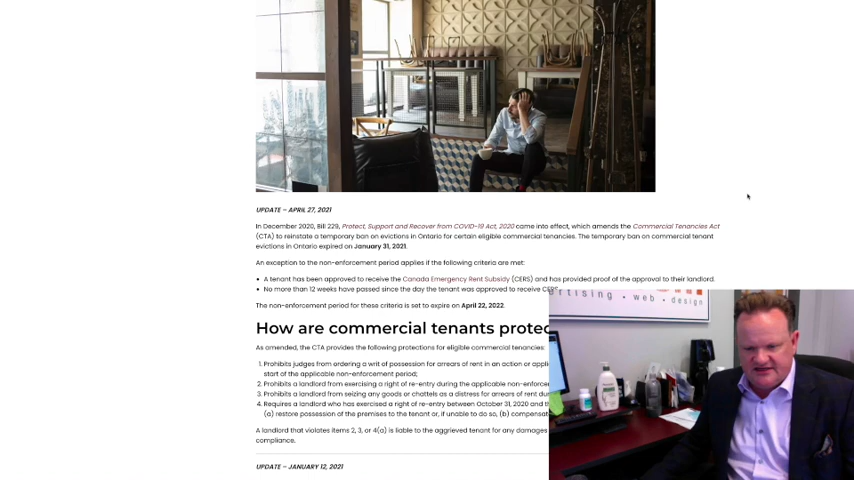 UPDATE – APRIL 27, 2021
In December 2020, Bill 229, Protect, Support and Recover from COVID-19 Act, 2020 came into effect, which amends the Commercial Tenancies Act
(CTA) to reinstate a temporary ban on evictions in Ontario for certain eligible commercial tenancies. The temporary ban on commercial tenant
evictions in Ontario expired on January 31, 2021.
An exception to the non-enforcement period applies if the following criteria are met:
• A tenant has been approved to receive the Canada Emergency Rent Subsidy (CERS) and has provided proof of the approval to their landlord.
• No more than 12 weeks have passed since the day the tenant was approved to receive CERS
The non-enforcement period for these criteria is set to expire on April 22, 2022.
How are commercial tenants protec
As amended, the CTA provides the following protections for eligible commercial tenancies:
1. Prohibits judges from ordering a writ of possession for arrears of rent in an action or appli
start of the applicable non-enforcement period;
2. Prohibits a landlord from exercising a right of re-entry during the applicable non-enforce
3. Prohibits a landlord from seizing any goods or chattels as a distress for arrears of rent du
4. Requires a landlord who has exercised a right of re-entry between October 31, 2020 and th
(a) restore possession of the premises to the tenant or, if unable to do so, (b) compensat
A landlord that violates items 2, 3, or 4(a) is liable to the aggrieved tenant for any damages
compliance.
UPDATE – JANUARY 12, 2021
ertising • web • design